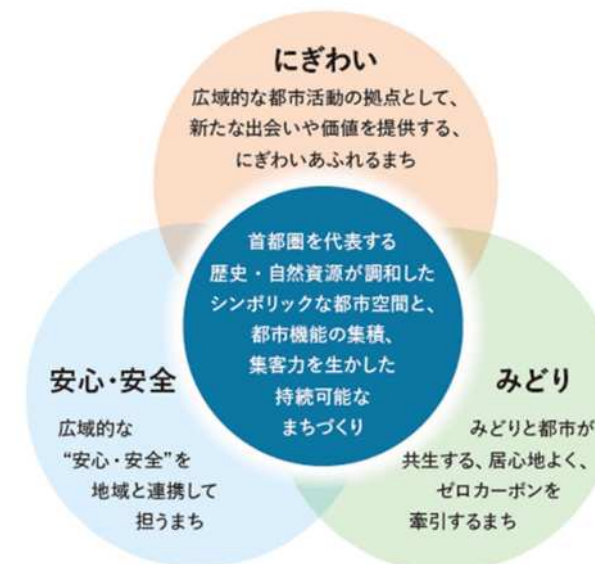 にぎわい
広域的な都市活動の拠点として、
新たな出会いや価値を提供する、
にぎわいあふれるまち
首都圏を代表する
歴史・自然資源が調和した
シンボリックな都市空間と、
都市機能の集積、
集客力を生かした
持続可能な
まちづくり
安心・安全
広域的な
“安心・安全”を
地域と連携して
担うまち
みどり
みどりと都市が
共生する、居心地よく、
ゼロカーボンを
牽引するまち